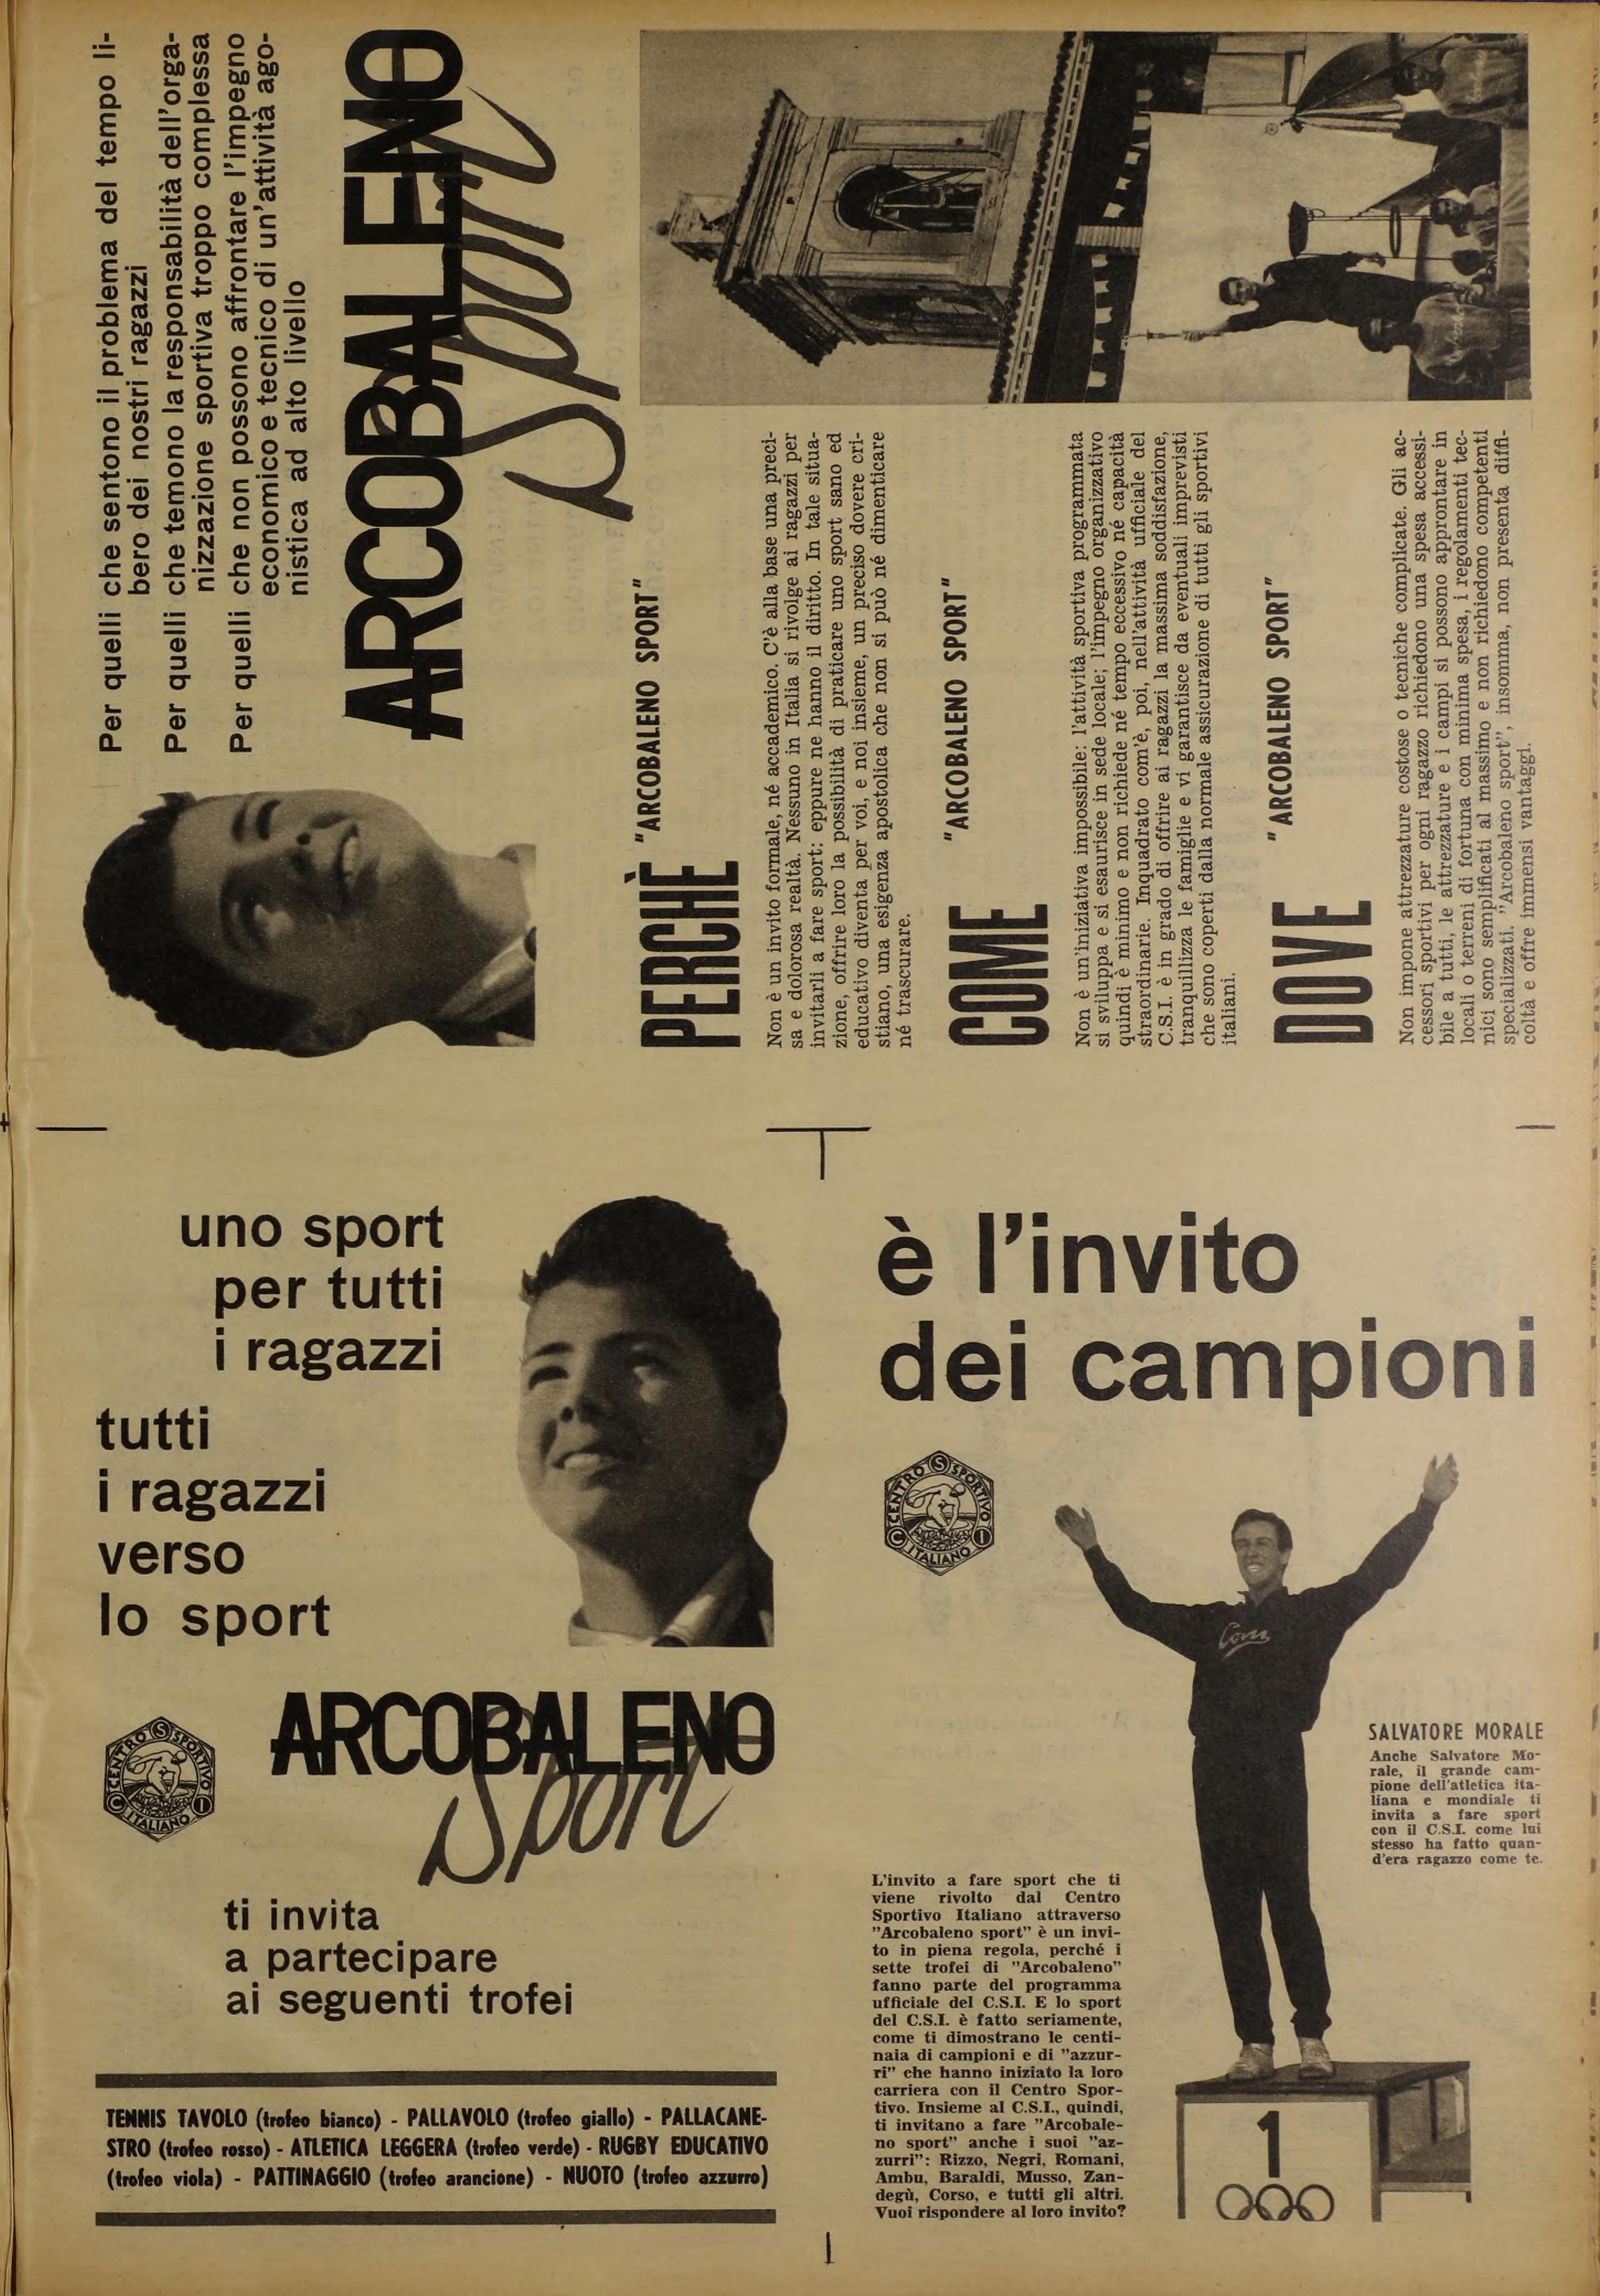 Per quelli che sentono il problema del tempo li-
bero dei nostri ragazzi
Per quelli che temono la responsabilità dell'orga-
nizzazione sportiva troppo complessa
Per quelli che non possono affrontare l'impegno
economico e tecnico di un'attività ago-
nistica ad alto livello
ARCOBALENO
Sport
PERCHÈ "ARCOBALENO SPORT"
Non è un invito formale, né accademico. C'è alla base una preci-
sa e dolorosa realtà. Nessuno in Italia si rivolge ai ragazzi per
invitarli a fare sport: eppure ne hanno il diritto. In tale situa-
zione, offrire loro la possibilità di praticare uno sport sano ed
educativo diventa per voi, e noi insieme, un preciso dovere cri-
stiano, una esigenza apostolica che non si può né dimenticare
né trascurare.
COME "ARCOBALENO SPORT"
Non è un'iniziativa impossibile: l'attività sportiva programmata
si sviluppa e si esaurisce in sede locale; l'impegno organizzativo
quindi è minimo e non richiede né tempo eccessivo né capacità
straordinarie. Inquadrato com'è, poi, nell'attività ufficiale del
C.S.I. è in grado di offrire ai ragazzi la massima soddisfazione,
tranquillizza le famiglie e vi garantisce da eventuali imprevisti
che sono coperti dalla normale assicurazione di tutti gli sportivi
italiani.
DOVE "ARCOBALENO SPORT"
Non impone attrezzature costose o tecniche complicate. Gli ac-
cessori sportivi per ogni ragazzo richiedono una spesa accessi-
bile a tutti, le attrezzature e i campi si possono approntare in
locali o terreni di fortuna con minima spesa, i regolamenti tec-
nici sono semplificati al massimo e non richiedono competenti
specializzati. "Arcobaleno sport", insomma, non presenta diffi-
coltà e offre immensi vantaggi.
uno sport
per tutti
i ragazzi
tutti
i ragazzi
verso
lo sport
CENTRO SPORTIVO
ITALIANO
C S I
ARCOBALENO
Sport
ti invita
a partecipare
ai seguenti trofei
TENNIS TAVOLO (trofeo bianco) - PALLAVOLO (trofeo giallo) - PALLACANE-
STRO (trofeo rosso) - ATLETICA LEGGERA (trofeo verde) - RUGBY EDUCATIVO
(trofeo viola) - PATTINAGGIO (trofeo arancione) - NUOTO (trofeo azzurro)
è l'invito
dei campioni
CENTRO SPORTIVO
ITALIANO
C S I
SALVATORE MORALE
Anche Salvatore Mo-
rale, il grande cam-
pione dell'atletica ita-
liana e mondiale ti
invita a fare sport
con il C.S.I. come lui
stesso ha fatto quan-
d'era ragazzo come te.
L'invito a fare sport che ti
viene rivolto dal Centro
Sportivo Italiano attraverso
"Arcobaleno sport" è un invi-
to in piena regola, perché i
sette trofei di "Arcobaleno"
fanno parte del programma
ufficiale del C.S.I. E lo sport
del C.S.I. è fatto seriamente,
come ti dimostrano le centi-
naia di campioni e di "azzur-
ri" che hanno iniziato la loro
carriera con il Centro Spor-
tivo. Insieme al C.S.I., quindi,
ti invitano a fare "Arcobale-
no sport" anche i suoi "az-
zurri": Rizzo, Negri, Romani,
Ambu, Baraldi, Musso, Zan-
degù, Corso, e tutti gli altri.
Vuoi rispondere al loro invito?
1